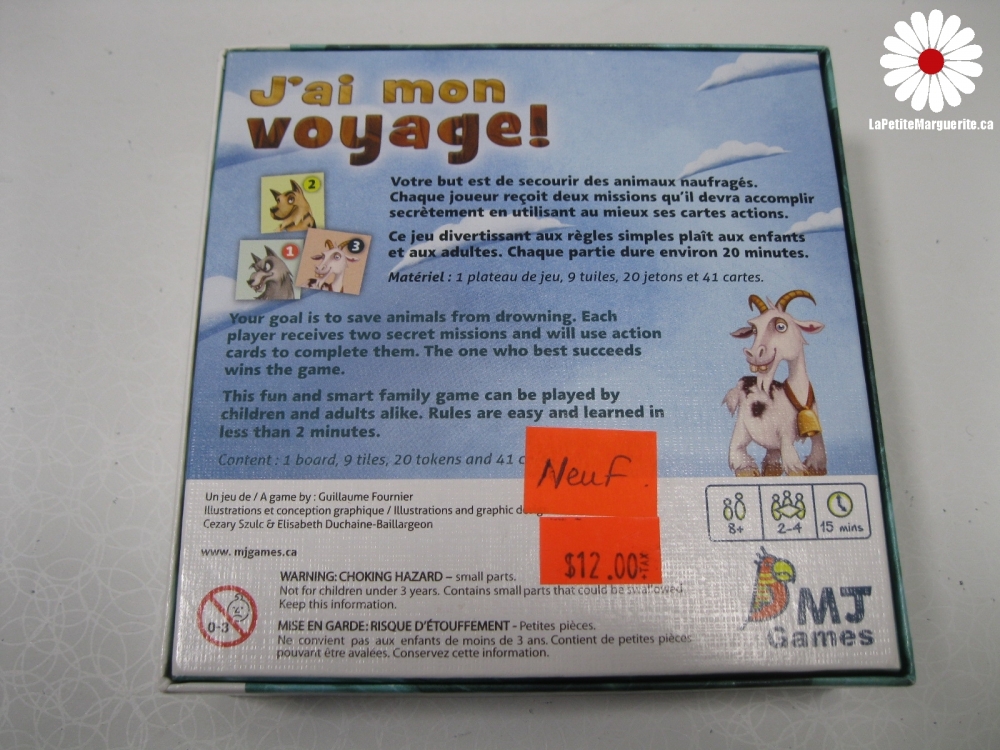 LaPetiteMarguerite.ca
J'ai mon
voyage!
2
1
3
Votre but est de secourir des animaux naufragés.
Chaque joueur reçoit deux missions qu'il devra accomplir
secrètement en utilisant au mieux ses cartes actions.
Ce jeu divertissant aux règles simples plaît aux enfants
et aux adultes. Chaque partie dure environ 20 minutes.
Matériel : 1 plateau de jeu, 9 tuiles, 20 jetons et 41 cartes.
Your goal is to save animals from drowning. Each
player receives two secret missions and will use action
cards to complete them. The one who best succeeds
wins the game.
This fun and smart family game can be played by
children and adults alike. Rules are easy and learned in
less than 2 minutes.
Content : 1 board, 9 tiles, 20 tokens and 41
Neuf.
$12.00 +TAX
Un jeu de / A game by : Guillaume Fournier
Illustrations et conception graphique / Illustrations and graphic
Cezary Szulc & Elisabeth Duchaine-Baillargeon
8+
2-4
15 mins
www. mjgames.ca
WARNING: CHOKING HAZARD – small parts.
Not for children under 3 years. Contains small parts that could be swallowed.
Keep this information.
0-3
MISE EN GARDE: RISQUE D'ÉTOUFFEMENT - Petites pièces.
Ne convient pas aux enfants de moins de 3 ans. Contient de petites pièces
pouvant être avalées. Conservez cette information.
MJ
Games